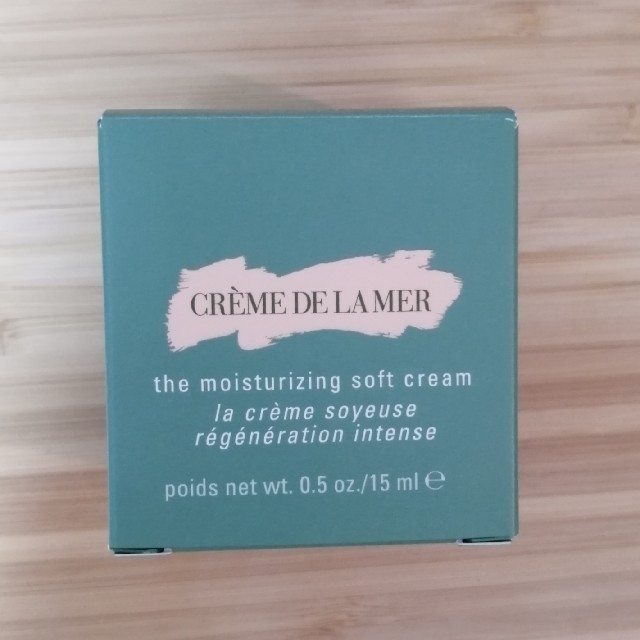 CRÈME DE LA MER
the moisturizing soft cream
la crème soyeuse
régénération intense
poids net wt. 0.5 oz./15 ml ℮